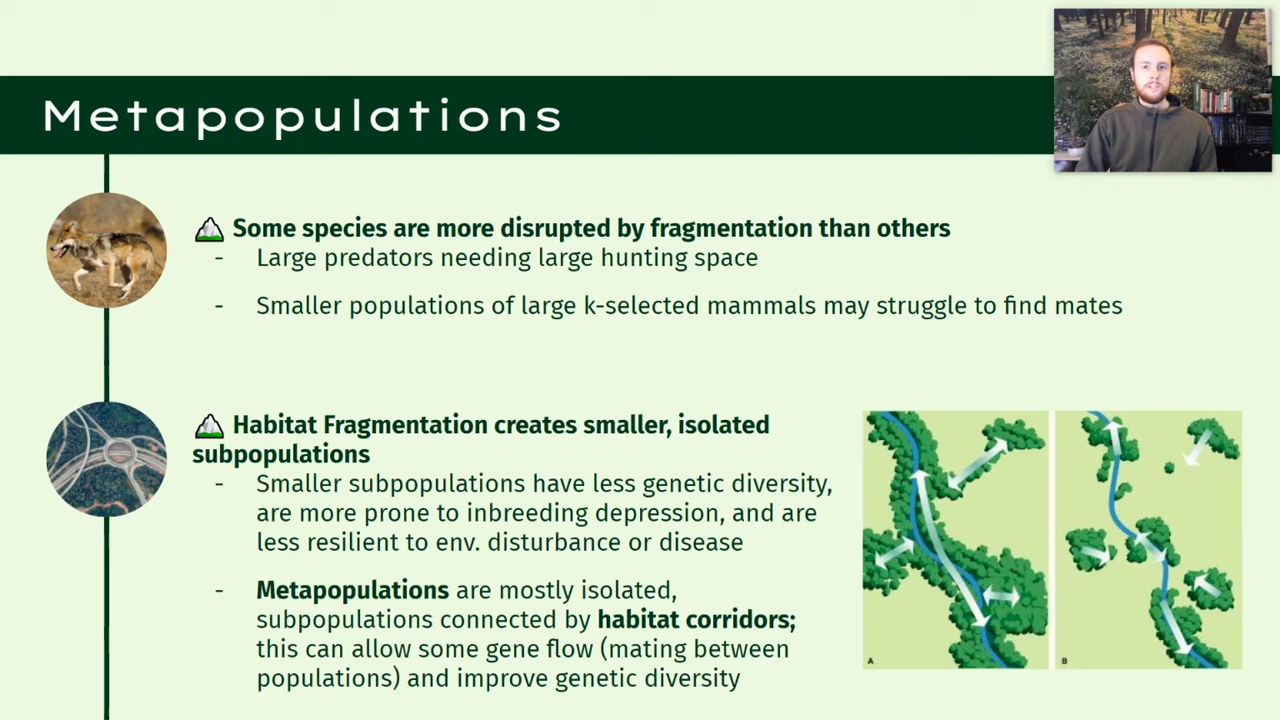 Metapopulations
Some species are more disrupted by fragmentation than others
- Large predators needing large hunting space
- Smaller populations of large k-selected mammals may struggle to find mates
Habitat Fragmentation creates smaller, isolated
subpopulations
- Smaller subpopulations have less genetic diversity,
are more prone to inbreeding depression, and are
less resilient to env. disturbance or disease
- Metapopulations are mostly isolated,
subpopulations connected by habitat corridors;
this can allow some gene flow (mating between
populations) and improve genetic diversity
A
B